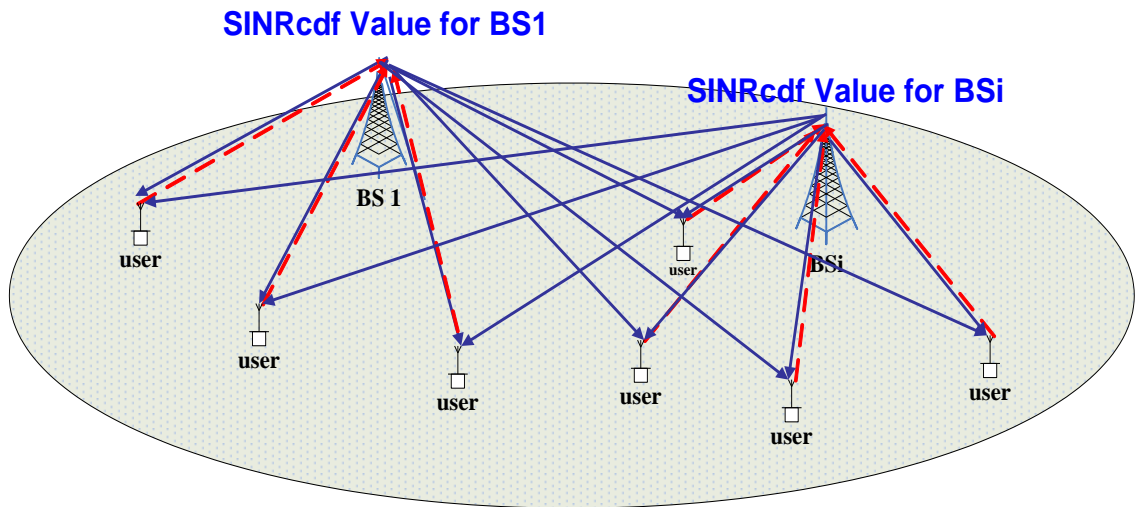 SINRcdf Value for BS1
SINRcdf Value for BSi
BS 1
BSi
user
user
user
user
user
user
user